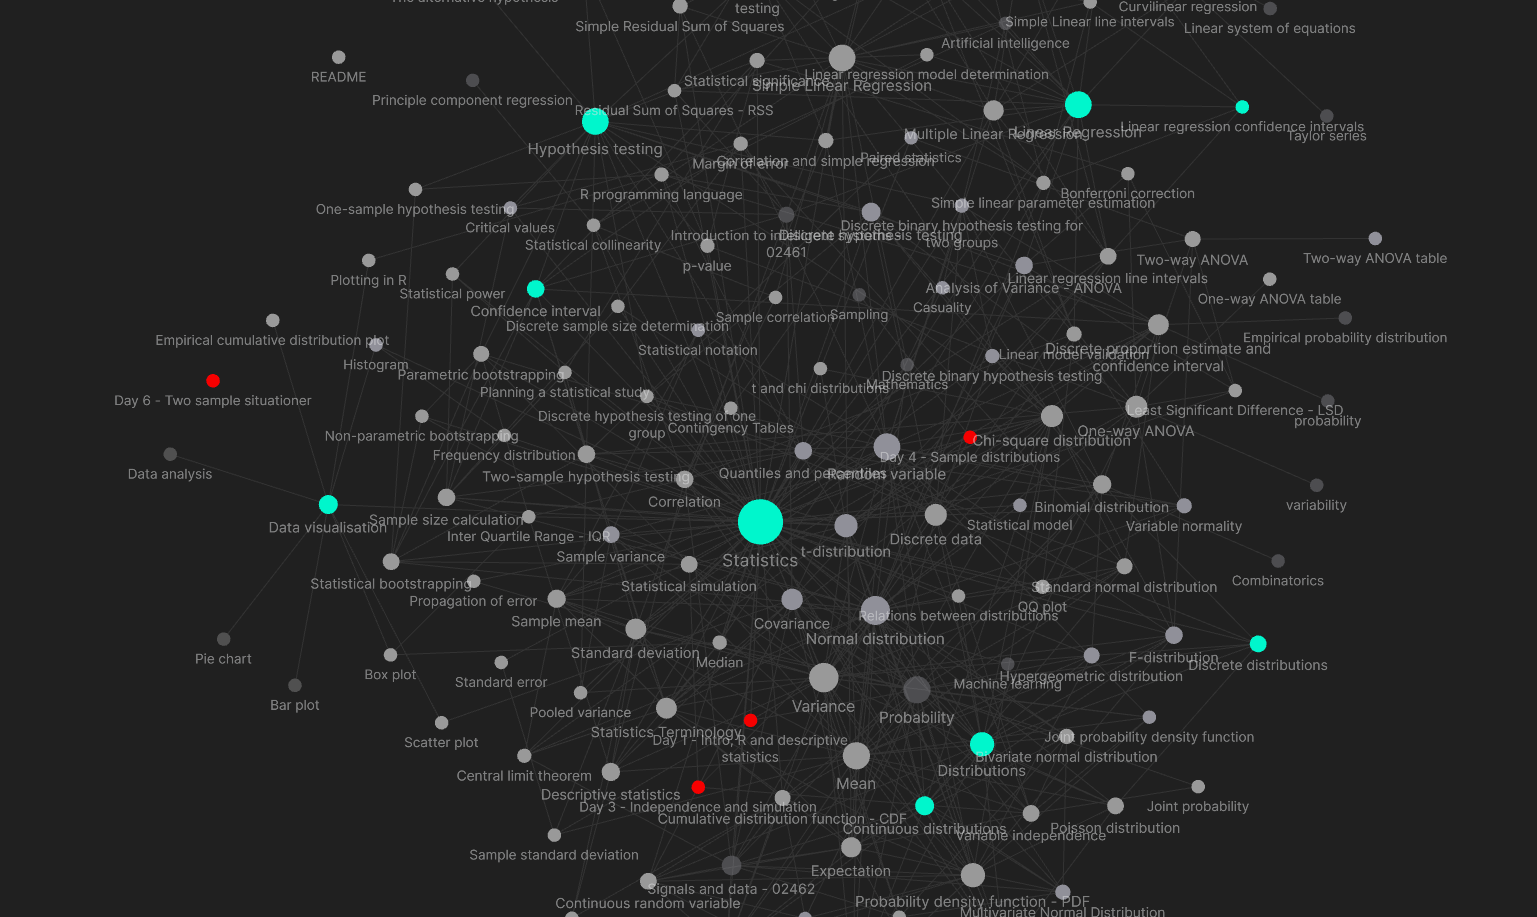 The alternative hypothesis
testing
Simple Residual Sum of Squares
Curvilinear regression
Simple Linear line intervals
Linear system of equations
Artificial intelligence
README
Statistical significance
Linear regression model determination
Simple Linear Regression
Principle component regression
Residual Sum of Squares - RSS
Linear regression confidence intervals
Multiple Linear Regression
Linear Regression
Taylor series
Hypothesis testing
Margin of error
Correlation and simple regression
Paired statistics
R programming language
Bonferroni correction
Simple linear parameter estimation
One-sample hypothesis testing
Critical values
Discrete binary hypothesis testing for
two groups
Introduction to intelligent systems -
02461
Discrete hypothesis testing
Statistical collinearity
p-value
Two-way ANOVA
Two-way ANOVA table
Plotting in R
Linear regression line intervals
Statistical power
Analysis of Variance - ANOVA
One-way ANOVA table
Confidence interval
Casuality
Sample correlation
Sampling
Discrete sample size determination
Empirical cumulative distribution plot
Empirical probability distribution
Statistical notation
Discrete proportion estimate and
confidence interval
Linear model validation
Histogram
Parametric bootstrapping
Discrete binary hypothesis testing
Mathematics
t and chi distributions
Planning a statistical study
Day 6 - Two sample situationer
Least Significant Difference - LSD
probability
Discrete hypothesis testing of one
group
Contingency Tables
One-way ANOVA
Non-parametric bootstrapping
Chi-square distribution
Frequency distribution
Day 4 - Sample distributions
Data analysis
Two-sample hypothesis testing
Quantiles and percentiles
Random variable
Correlation
variability
Binomial distribution
Sample size calculation
Data visualisation
Statistical model
Variable normality
Inter Quartile Range - IQR
Discrete data
t-distribution
Sample variance
Statistics
Combinatorics
Statistical bootstrapping
Statistical simulation
Standard normal distribution
Propagation of error
QQ plot
Relations between distributions
Sample mean
Covariance
Normal distribution
Standard deviation
F-distribution
Pie chart
Median
Discrete distributions
Box plot
Hypergeometric distribution
Standard error
Machine learning
Bar plot
Variance
Pooled variance
Probability
Statistics Terminology
Joint probability density function
Scatter plot
Day 1 - Intro, R and descriptive
statistics
Bivariate normal distribution
Distributions
Central limit theorem
Mean
Descriptive statistics
Day 3 - Independence and simulation
Joint probability
Cumulative distribution function - CDF
Continuous distributions
Poisson distribution
Variable independence
Sample standard deviation
Expectation
Signals and data - 02462
Continuous random variable
Probability density function - PDF
Multivariate Normal Distribution